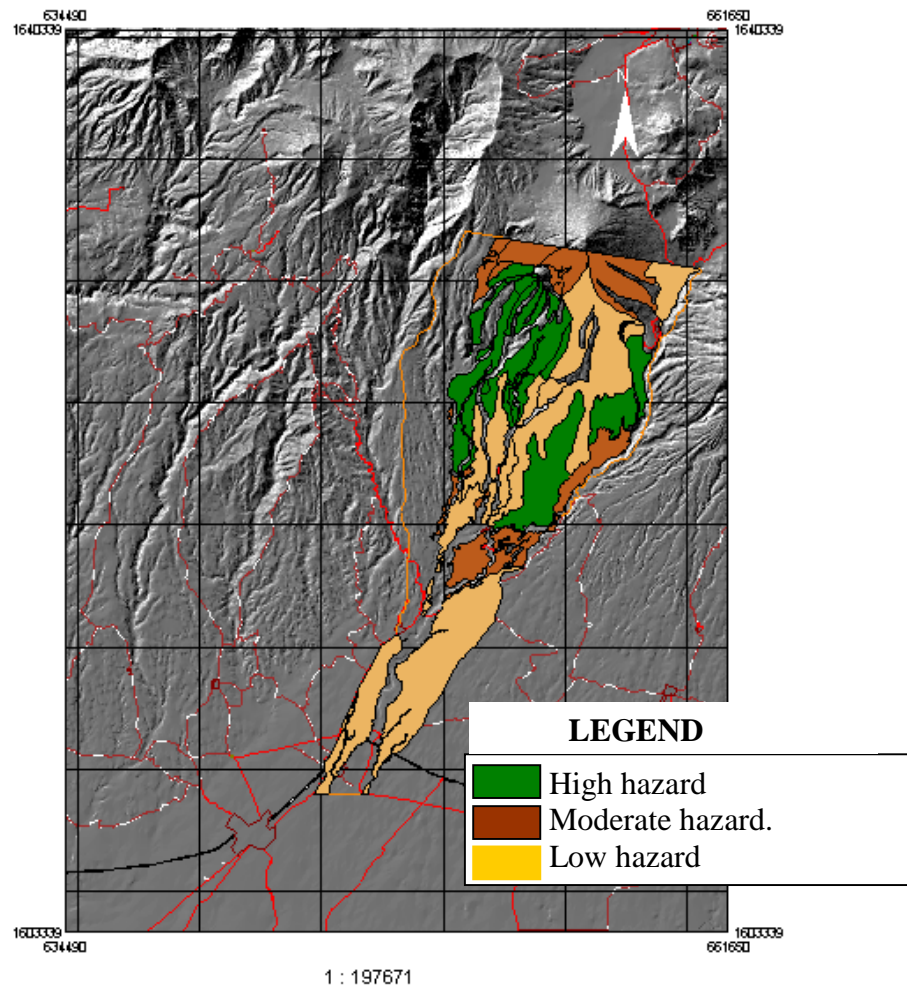 634490 661650
1640339 1640339
N
LEGEND
High hazard
Moderate hazard.
Low hazard
1603339 1603339
634490 661650
1 : 197671